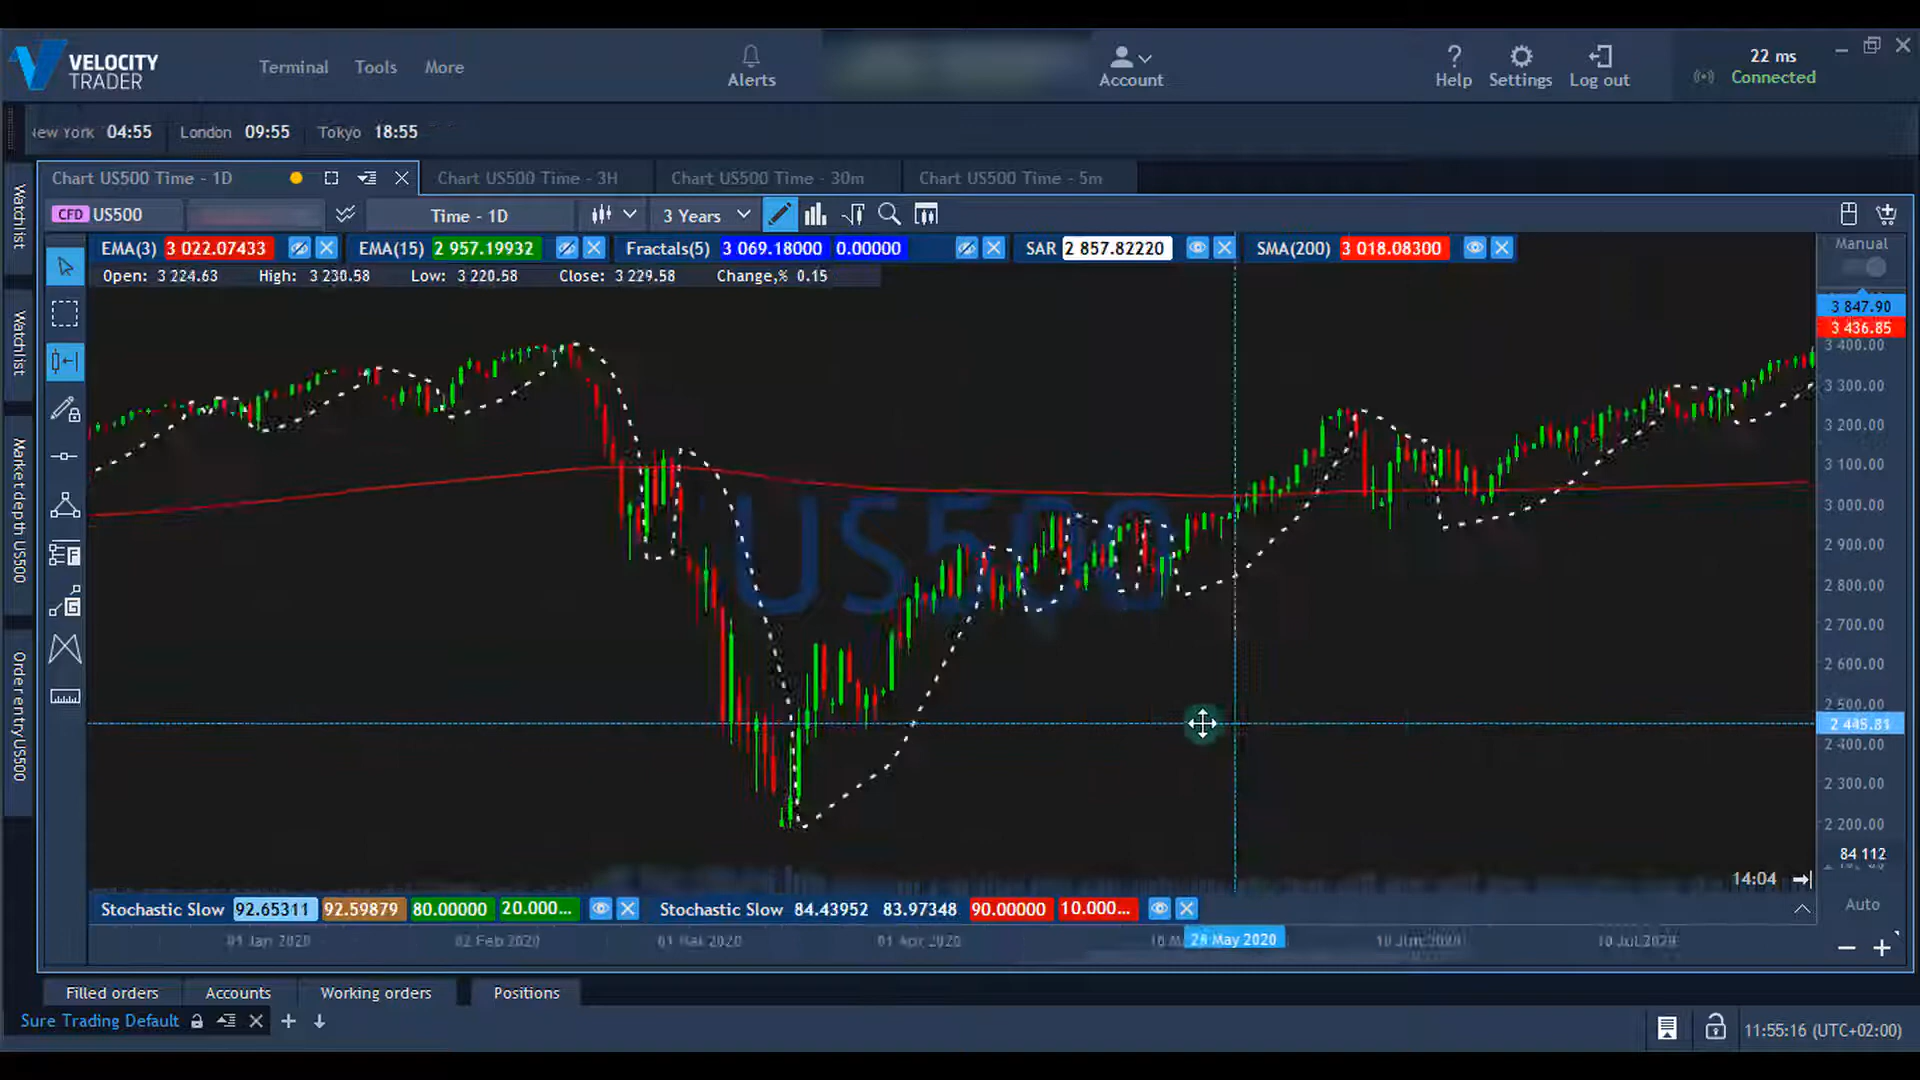 VELOCITY
TRADER
Terminal Tools More
Alerts
Account
Help Settings Log out
22 ms
Connected
New York 04:55 London 09:55 Tokyo 18:55
Chart US500 Time - 1D Chart US500 Time - 3H Chart US500 Time - 30m Chart US500 Time - 5m
CFD US500 Time - 1D 3 Years
EMA(3) 3 022.07433 EMA(15) 2 957.19932 Fractals(5) 3 069.18000 0.00000 SAR 2 857.82220 SMA(200) 3 018.08300
Open: 3 224.63 High: 3 230.58 Low: 3 220.58 Close: 3 229.58 Change,% 0.15
Manual
3 847.90
3 436.85
3 400.00
3 300.00
3 200.00
3 100.00
3 000.00
2 900.00
2 800.00
2 700.00
2 600.00
2 500.00
2 445.81
2 400.00
2 300.00
2 200.00
84 112
Auto
US500
Watchlist
Watchlist
Market depth US500
Order entry US500
F
G
14:04
Stochastic Slow 92.65311 92.59879 80.00000 20.000... Stochastic Slow 84.43952 83.97348 90.00000 10.000...
01 Jan 2020 02 Feb 2020 01 Apr 2020 10 Jul 2020
Filled orders Accounts Working orders Positions
Sure Trading Default
11:55:16 (UTC+02:00)